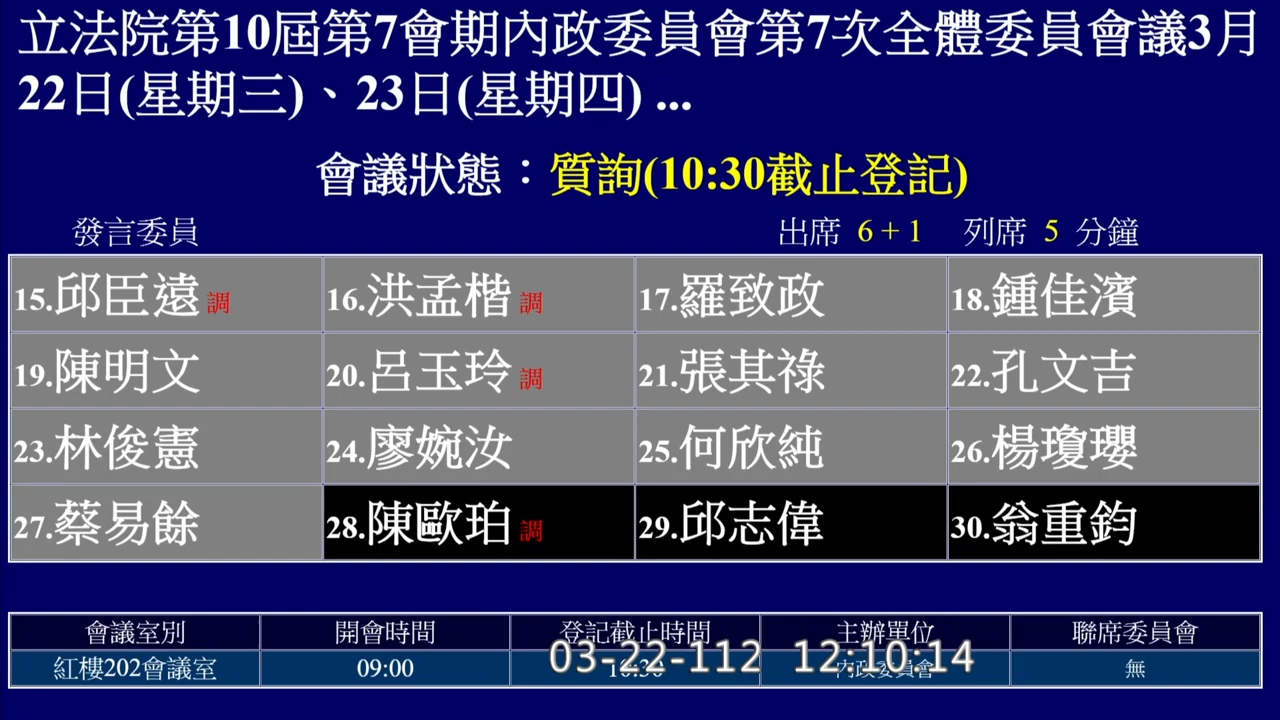 立法院第10屆第7會期內政委員會第7次全體委員會議3月
22日(星期三)、23日(星期四) ...
會議狀態：質詢(10:30截止登記)
發言委員 出席 6 + 1 列席 5 分鐘
15.邱臣遠 調 16.洪孟楷 調 17.羅致政 18.鍾佳濱
19.陳明文 20.呂玉玲 調 21.張其祿 22.孔文吉
23.林俊憲 24.廖婉汝 25.何欣純 26.楊瓊瓔
27.蔡易餘 28.陳歐珀 調 29.邱志偉 30.翁重鈞
會議室別 開會時間 登記截止時間 主辦單位 聯席委員會
紅樓202會議室 09:00 10:30 內政委員會 無
03-22-112 12:10:14